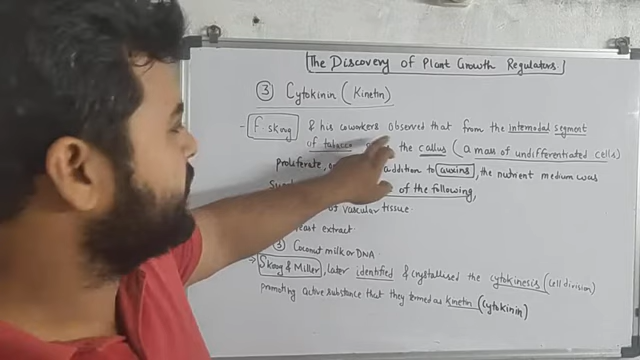 The Discovery of Plant Growth Regulators.
③ Cytokinin (Kinetin)
- F. skoog & his coworkers observed that from the internodal segment
of tobacco the callus (a mass of undifferentiated cells)
proliferate, addition to auxins, the nutrient medium was
of the following,
of vascular tissue.
extract
③ Coconut milk or DNA
→ Skoog & Miller, later identified & crystallised the cytokinesis (cell division)
promoting active substance that they termed as kinetin (cytokinin)